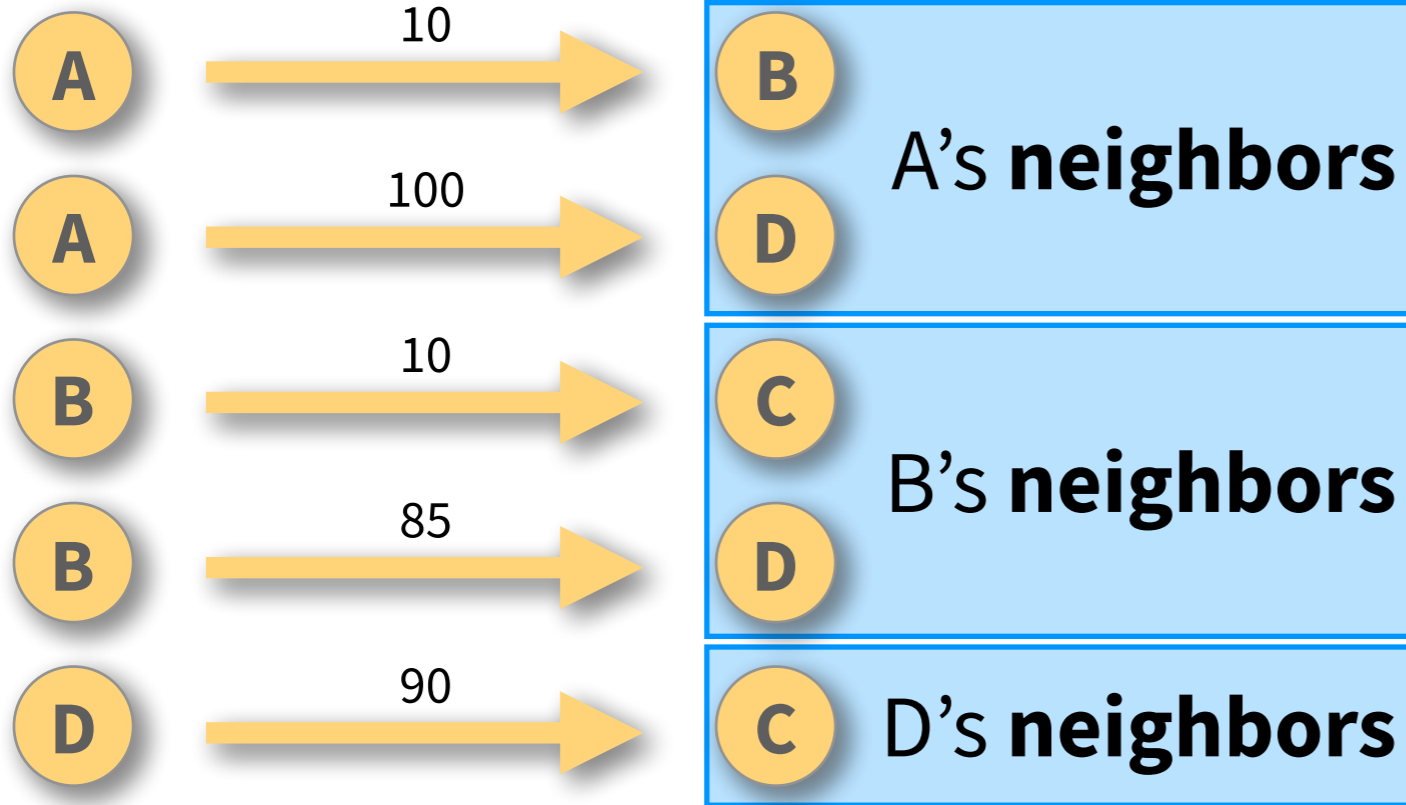 A 10 B
A's neighbors
A 100 D
B 10 C
B's neighbors
B 85 D
D 90 C D's neighbors